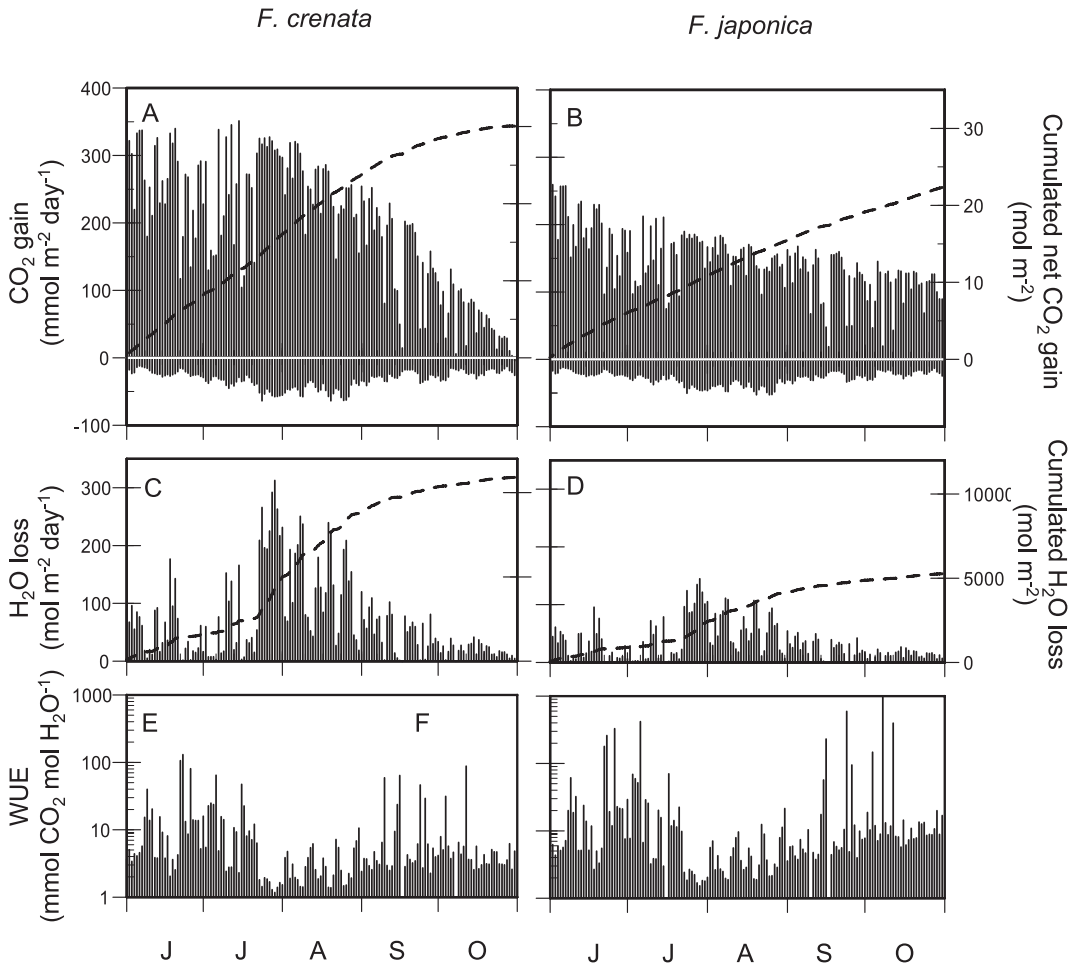 F. crenata
F. japonica
A
B
400
300
200
100
0
-100
CO2 gain
(mmol m-2 day-1)
30
20
10
0
Cumulated net CO2 gain
(mol m-2)
C
D
300
200
100
0
H2O loss
(mol m-2 day-1)
10000
5000
0
Cumulated H2O loss
(mol m-2)
E
F
1000
100
10
1
WUE
(mmol CO2 mol H2O-1)
J J A S O
J J A S O